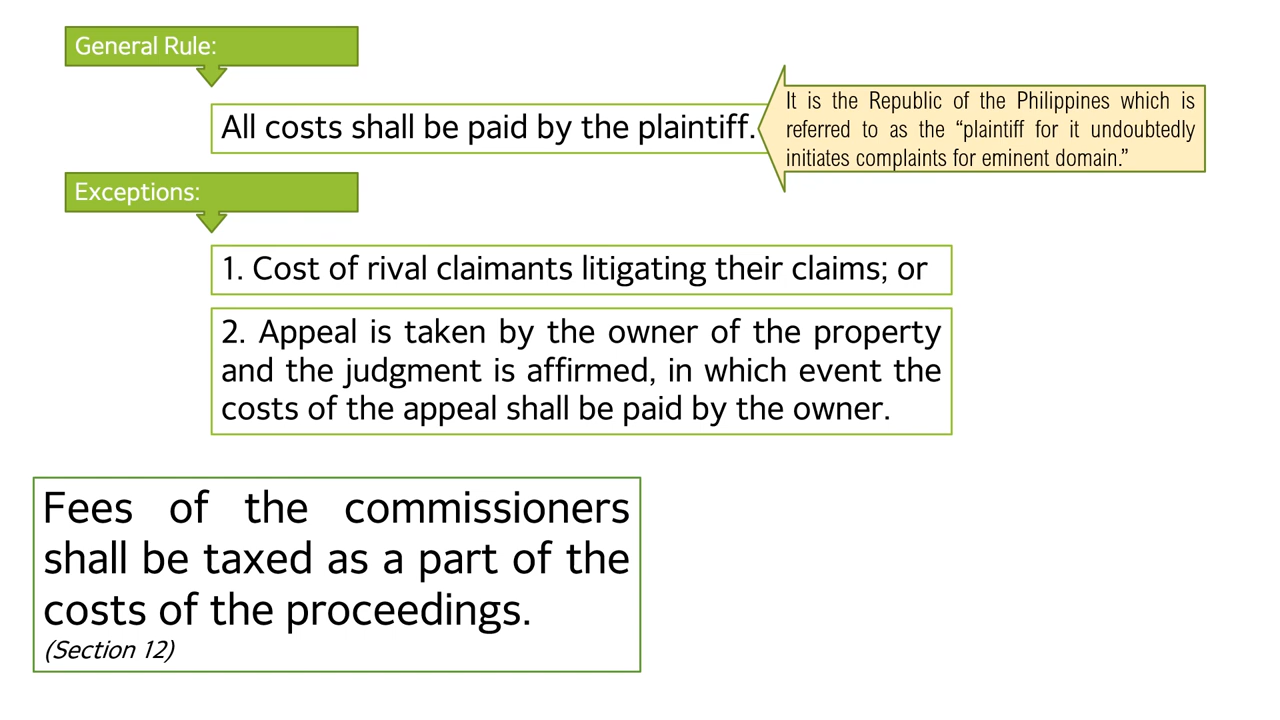 General Rule:
All costs shall be paid by the plaintiff.
It is the Republic of the Philippines which is
referred to as the “plaintiff for it undoubtedly
initiates complaints for eminent domain.”
Exceptions:
1. Cost of rival claimants litigating their claims; or
2. Appeal is taken by the owner of the property
and the judgment is affirmed, in which event the
costs of the appeal shall be paid by the owner.
Fees of the commissioners
shall be taxed as a part of the
costs of the proceedings.
(Section 12)